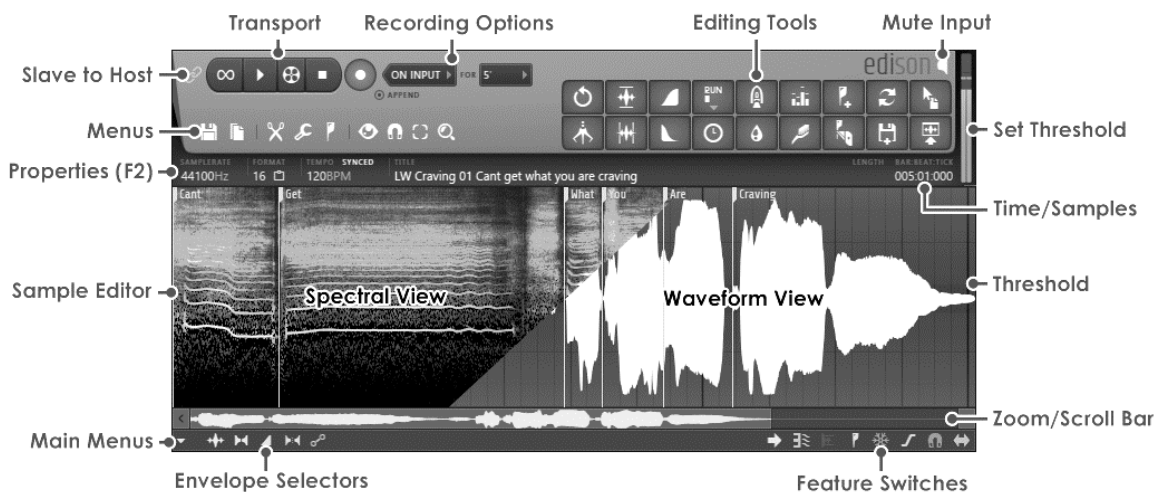 Transport
Recording Options
Editing Tools
Mute Input
Slave to Host
ON INPUT
FOR
5'
APPEND
edison
RUN
Menus
Set Threshold
Properties (F2)
SAMPLERATE
44100Hz
FORMAT
16
TEMPO SYNCED
120BPM
TITLE
LW Craving 01 Cant get what you are craving
LENGTH BAR:BEAT:TICK
005:01:000
Time/Samples
Cant
Get
What
You
Are
Craving
Sample Editor
Spectral View
Waveform View
Threshold
Zoom/Scroll Bar
Main Menus
Envelope Selectors
Feature Switches